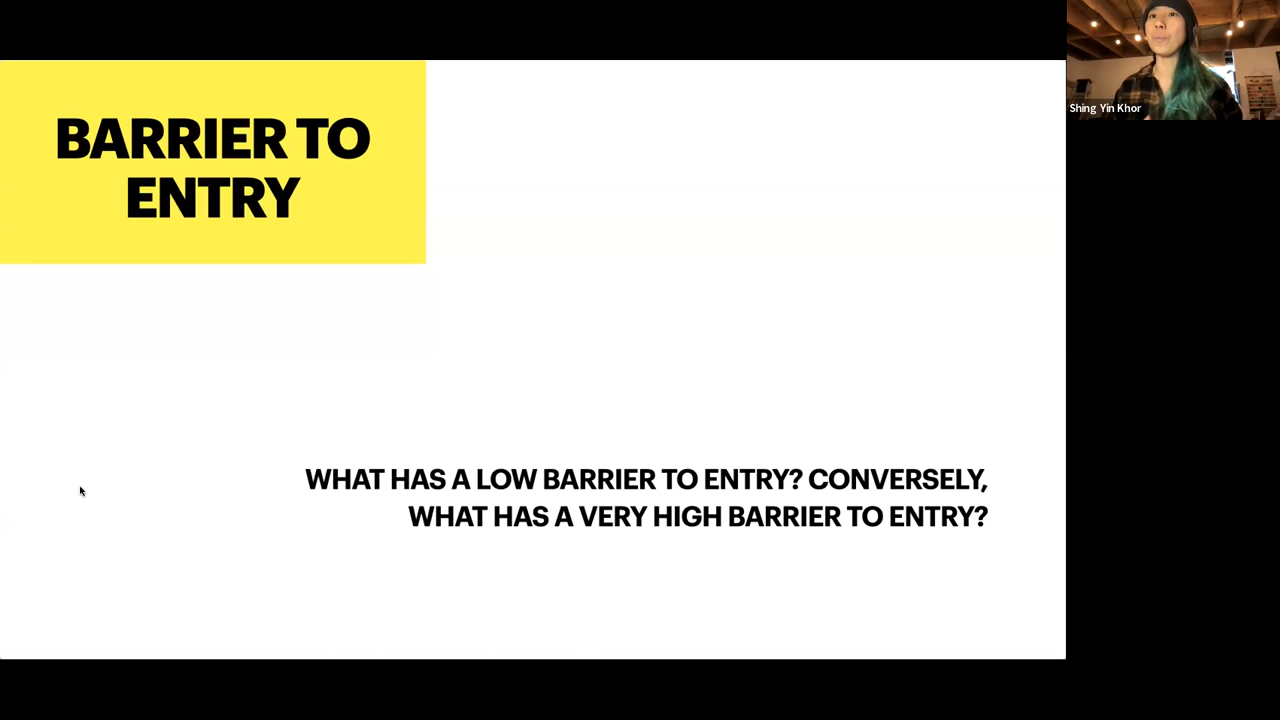 BARRIER TO
ENTRY
WHAT HAS A LOW BARRIER TO ENTRY? CONVERSELY,
WHAT HAS A VERY HIGH BARRIER TO ENTRY?
Shing Yin Khor